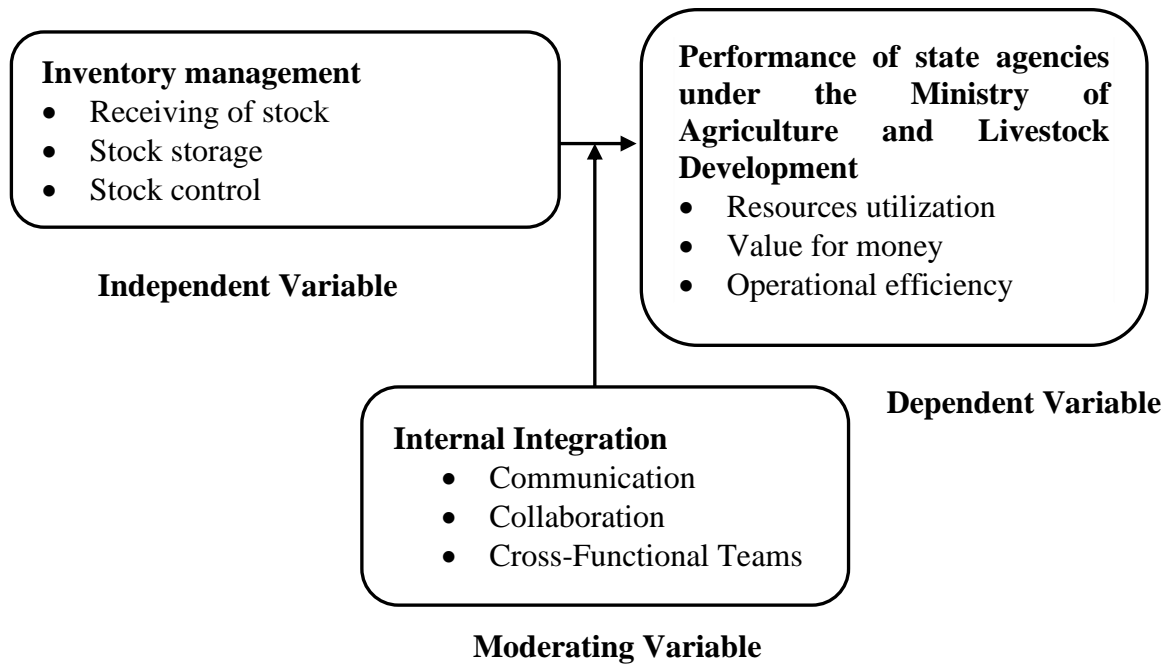 Inventory management
• Receiving of stock
• Stock storage
• Stock control
Independent Variable
Performance of state agencies
under the Ministry of
Agriculture and Livestock
Development
• Resources utilization
• Value for money
• Operational efficiency
Dependent Variable
Internal Integration
• Communication
• Collaboration
• Cross-Functional Teams
Moderating Variable